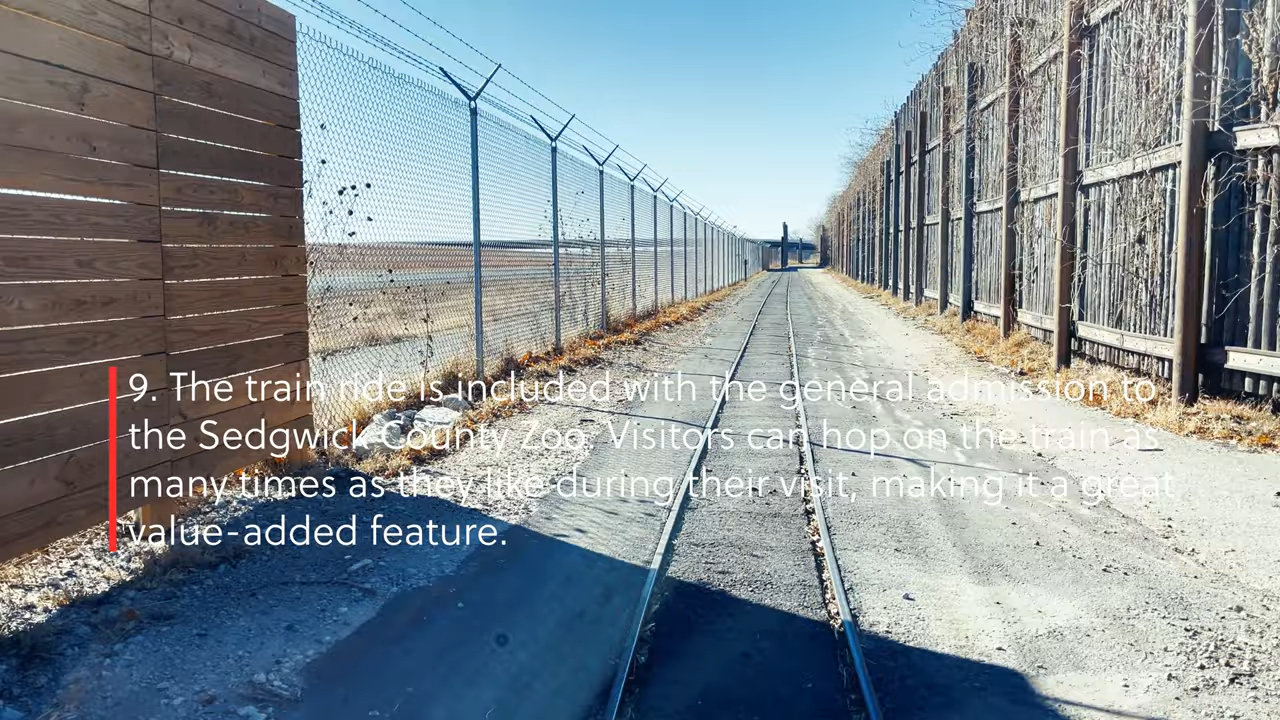 9. The train ride is included with the general admission to
the Sedgwick County Zoo. Visitors can hop on the train as
many times as they like during their visit, making it a great
value-added feature.